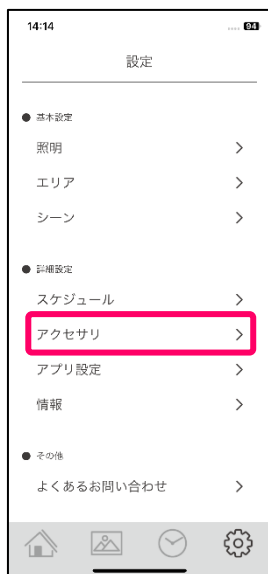 14:14
94
設定
基本設定
照明
エリア
シーン
詳細設定
スケジュール
アクセサリ
アプリ設定
情報
その他
よくあるお問い合わせ